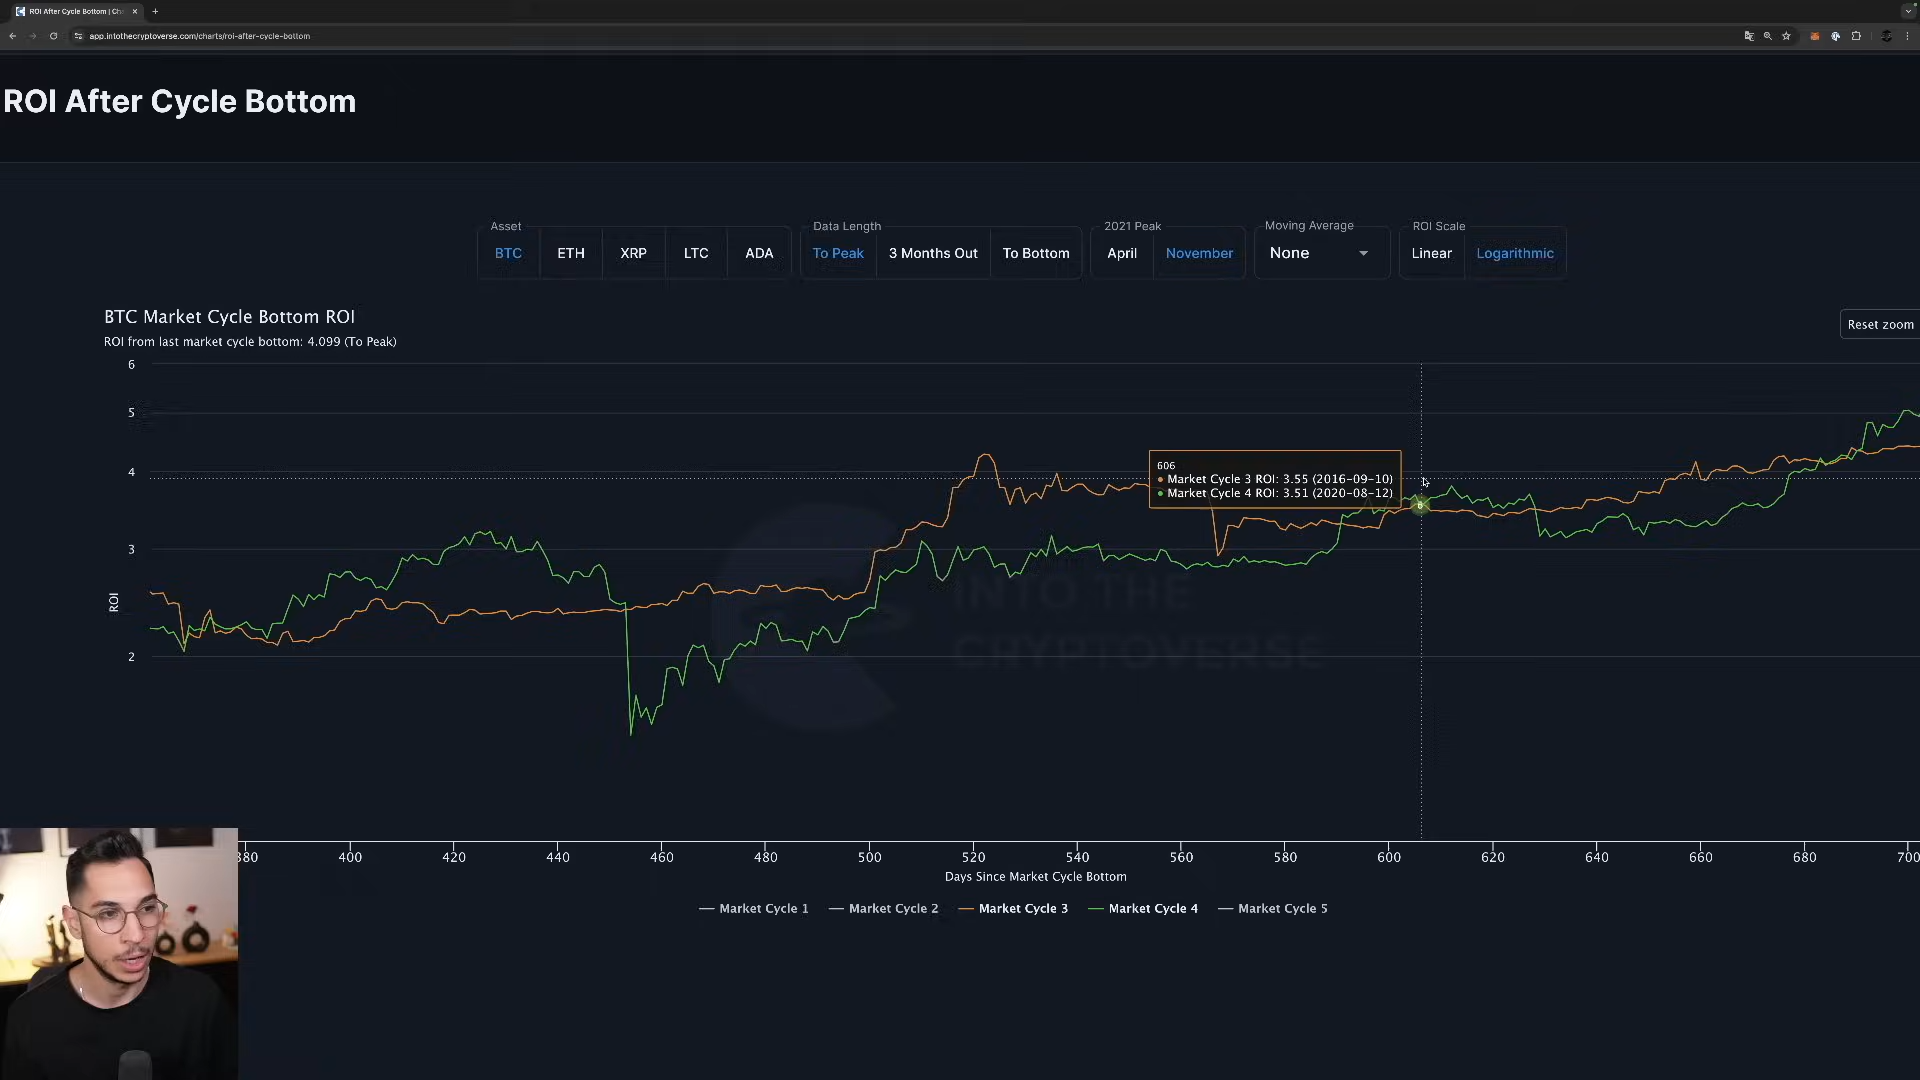 ROI After Cycle Bottom | Cha
app.intothecryptoverse.com/charts/roi-after-cycle-bottom
ROI After Cycle Bottom
Asset
Data Length
2021 Peak
Moving Average
ROI Scale
BTC
ETH
XRP
LTC
ADA
To Peak
3 Months Out
To Bottom
April
November
None
Linear
Logarithmic
BTC Market Cycle Bottom ROI
Reset zoom
ROI from last market cycle bottom: 4.099 (To Peak)
6
5
4
3
2
ROI
606
Market Cycle 3 ROI: 3.55 (2016-09-10)
Market Cycle 4 ROI: 3.51 (2020-08-12)
INTO THE
CRYPTOVERSE
380 400 420 440 460 480 500 520 540 560 580 600 620 640 660 680 700
Days Since Market Cycle Bottom
Market Cycle 1
Market Cycle 2
Market Cycle 3
Market Cycle 4
Market Cycle 5